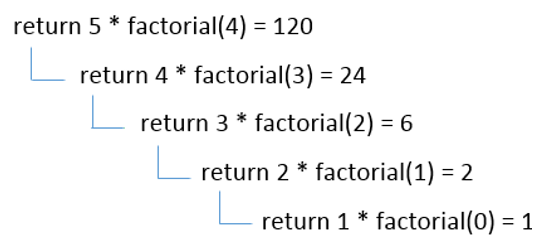 return 5 * factorial(4) = 120
return 4 * factorial(3) = 24
return 3 * factorial(2) = 6
return 2 * factorial(1) = 2
return 1 * factorial(0) = 1